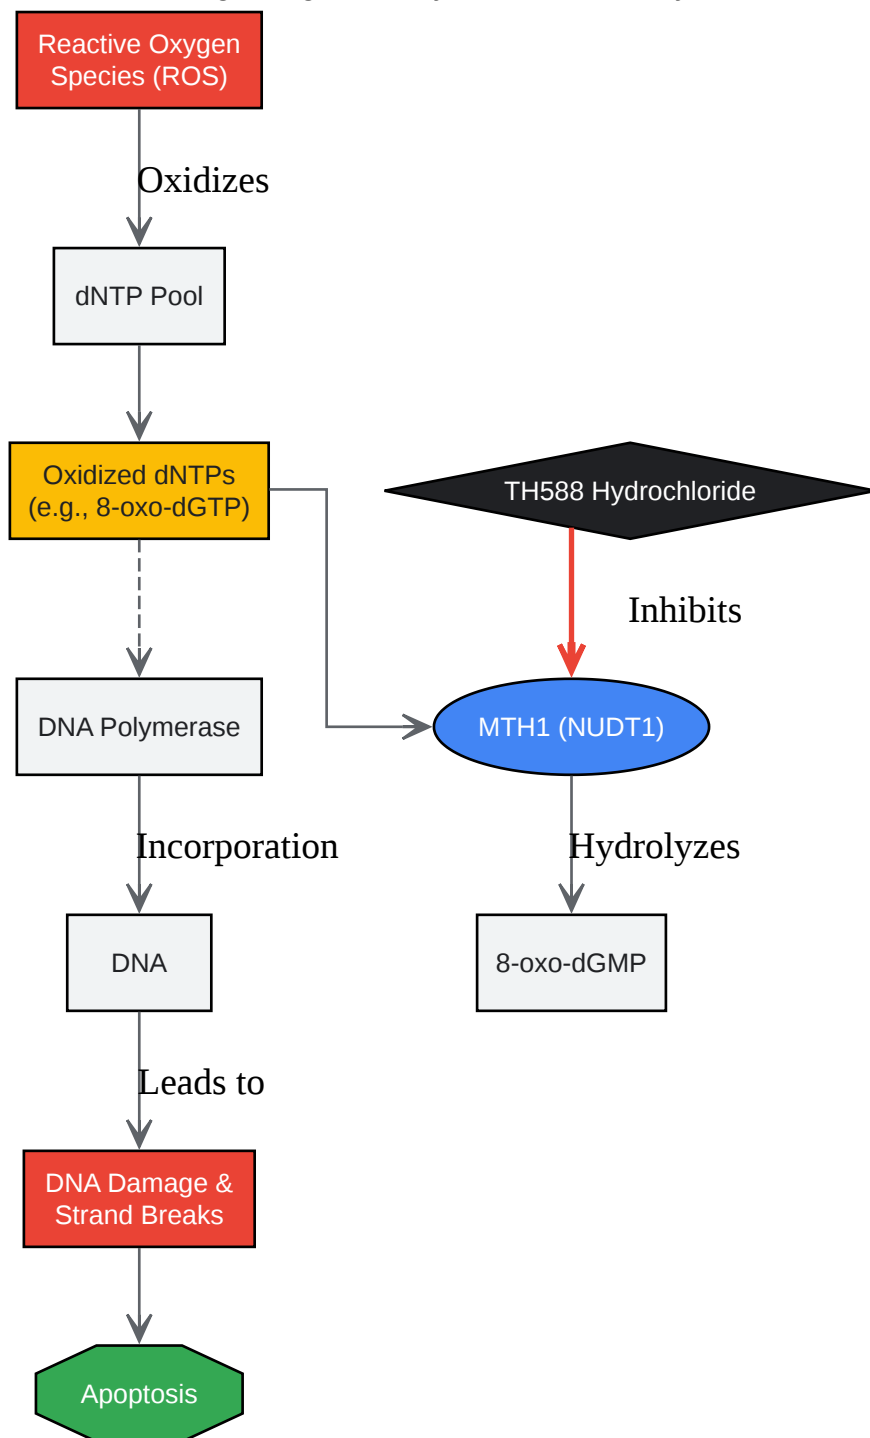 Reactive Oxygen
Species (ROS)
Oxidizes
dNTP Pool
Oxidized dNTPs
(e.g., 8-oxo-dGTP)
TH588 Hydrochloride
Inhibits
DNA Polymerase
MTH1 (NUDT1)
Incorporation
Hydrolyzes
DNA
8-oxo-dGMP
Leads to
DNA Damage &
Strand Breaks
Apoptosis